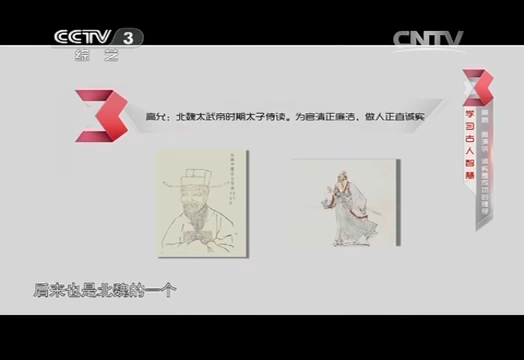 CCTV 3
综艺
CNTV
高允：北魏太武帝时期太子侍读。为官清正廉洁、做人正直诚实
学习古人智慧
后来也是北魏的一个